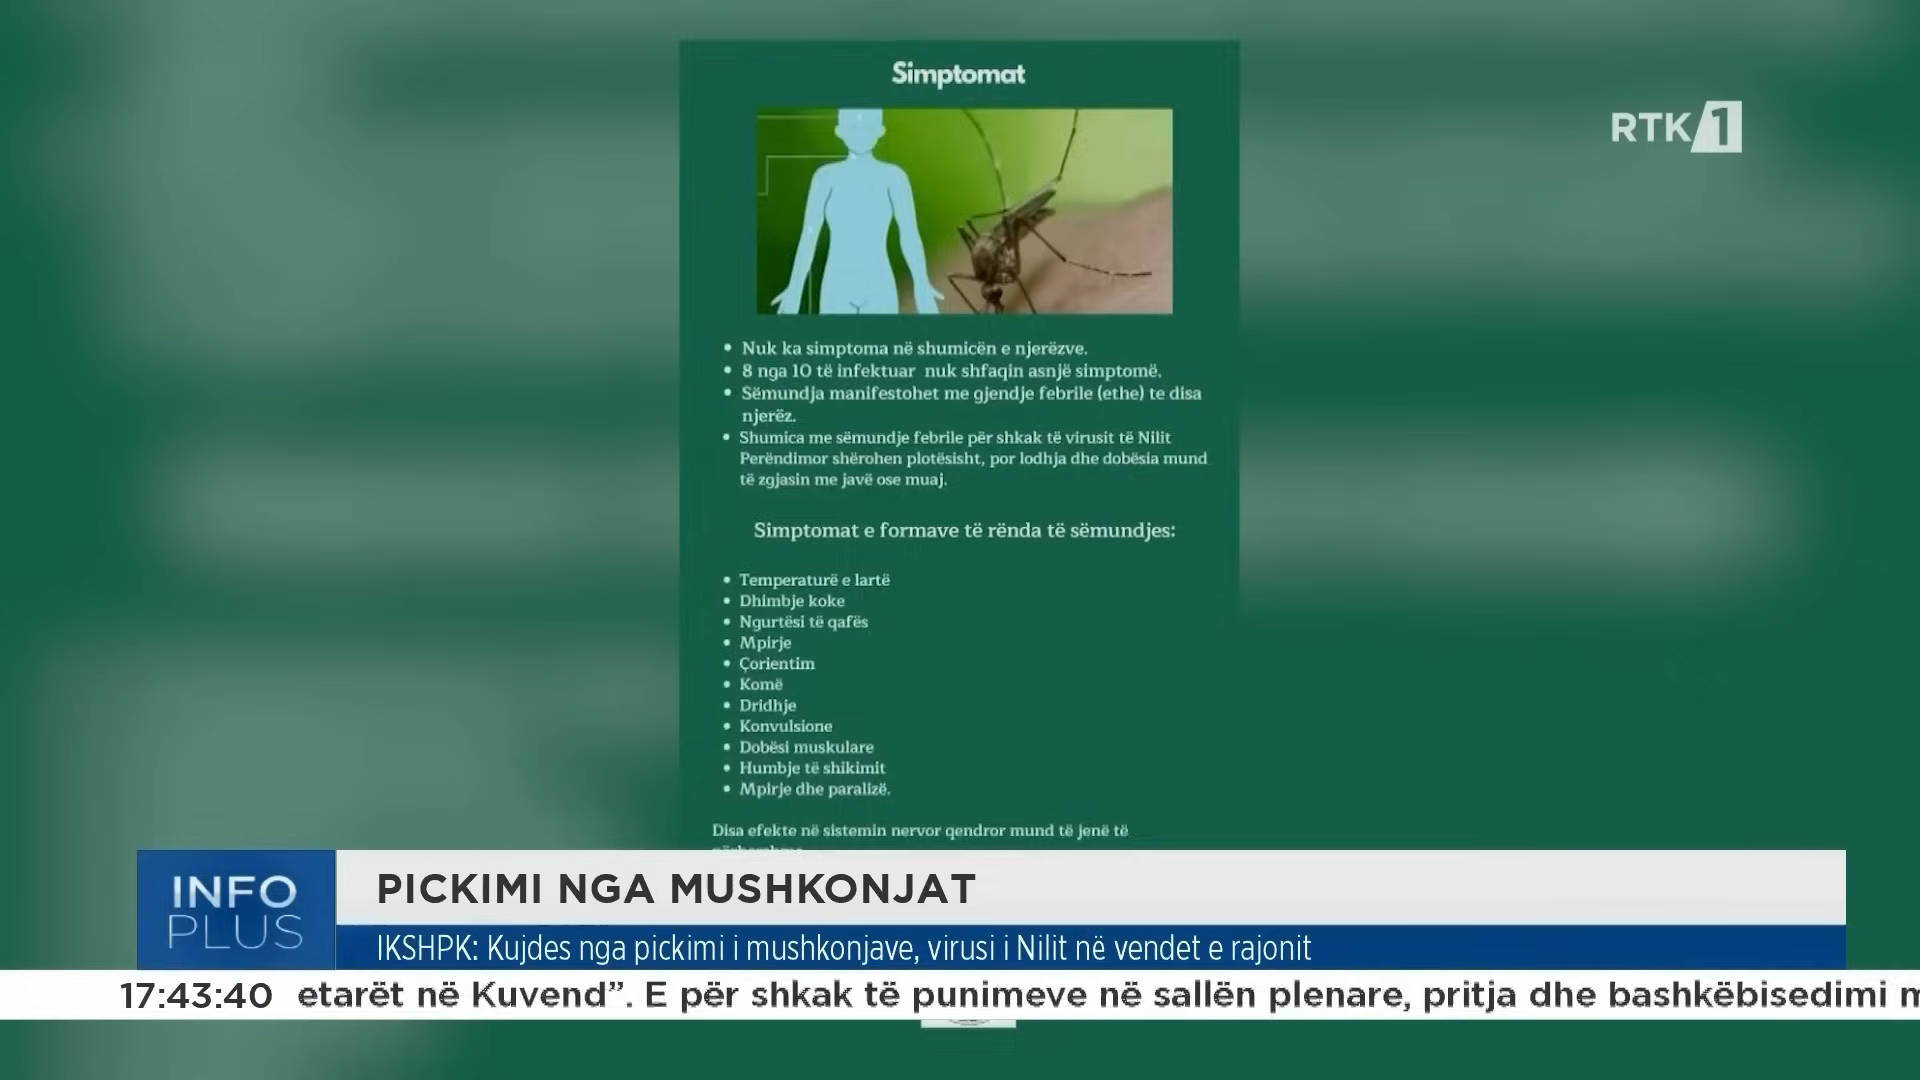 Simptomat
RTK 1
• Nuk ka simptoma në shumicën e njerëzve.
• 8 nga 10 të infektuar nuk shfaqin asnjë simptomë.
• Sëmundja manifestohet me gjendje febrile (ethe) te disa
njerëz.
• Shumica me sëmundje febrile për shkak të virusit të Nilit
Perëndimor shërohen plotësisht, por lodhja dhe dobësia mund
të zgjasin me javë ose muaj.
Simptomat e formave të rënda të sëmundjes:
• Temperaturë e lartë
• Dhimbje koke
• Ngurtësi të qafës
• Mpirje
• Çorientim
• Komë
• Dridhje
• Konvulsione
• Dobësi muskulare
• Humbje të shikimit
• Mpirje dhe paralizë.
Disa efekte në sistemin nervor qendror mund të jenë të
INFO
PLUS
PICKIMI NGA MUSHKONJAT
IKSHPK: Kujdes nga pickimi i mushkonjave, virusi i Nilit në vendet e rajonit
17:43:40 etarët në Kuvend”. E për shkak të punimeve në sallën plenare, pritja dhe bashkëbisedimi